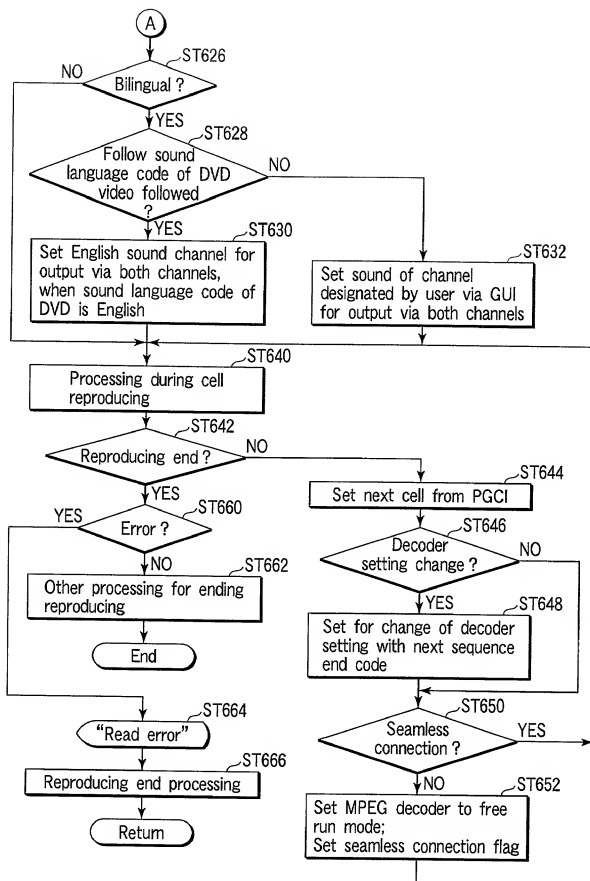 A
ST626
NO
Bilingual ?
YES
ST628
Follow sound
language code of DVD
video followed
?
NO
YES
ST630
Set English sound channel for
output via both channels,
when sound language code of
DVD is English
ST632
Set sound of channel
designated by user via GUI
for output via both channels
ST640
Processing during cell
reproducing
ST642
Reproducing end ?
NO
YES
ST644
Set next cell from PGCI
ST660
YES
Error ?
NO
ST646
Decoder
setting change ?
NO
YES
ST662
Other processing for ending
reproducing
End
ST648
Set for change of decoder
setting with next sequence
end code
ST664
"Read error"
ST650
Seamless
connection ?
YES
NO
ST666
Reproducing end processing
Return
ST652
Set MPEG decoder to free
run mode;
Set seamless connection flag